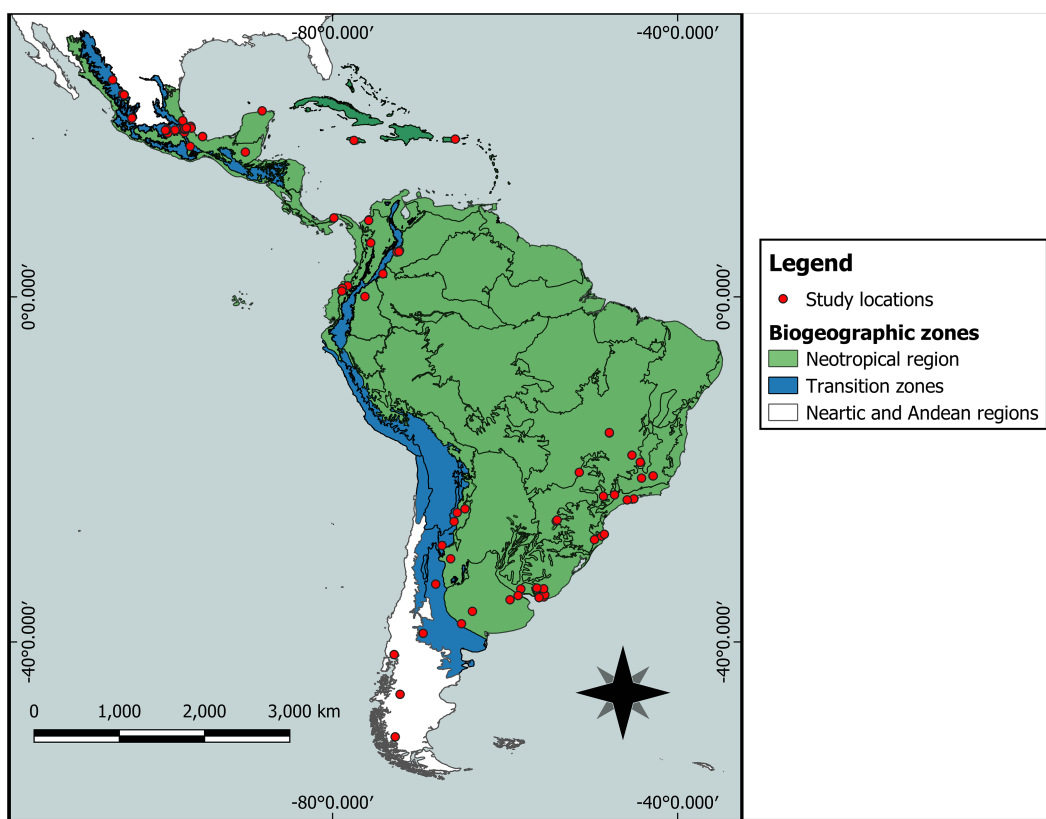 -80°0.000′
-40°0.000′
0°0.000′
0°0.000′
-40°0.000′
-40°0.000′
0
1,000
2,000
3,000 km
-80°0.000′
-40°0.000′
Legend
Study locations
Biogeographic zones
Neotropical region
Transition zones
Neartic and Andean regions